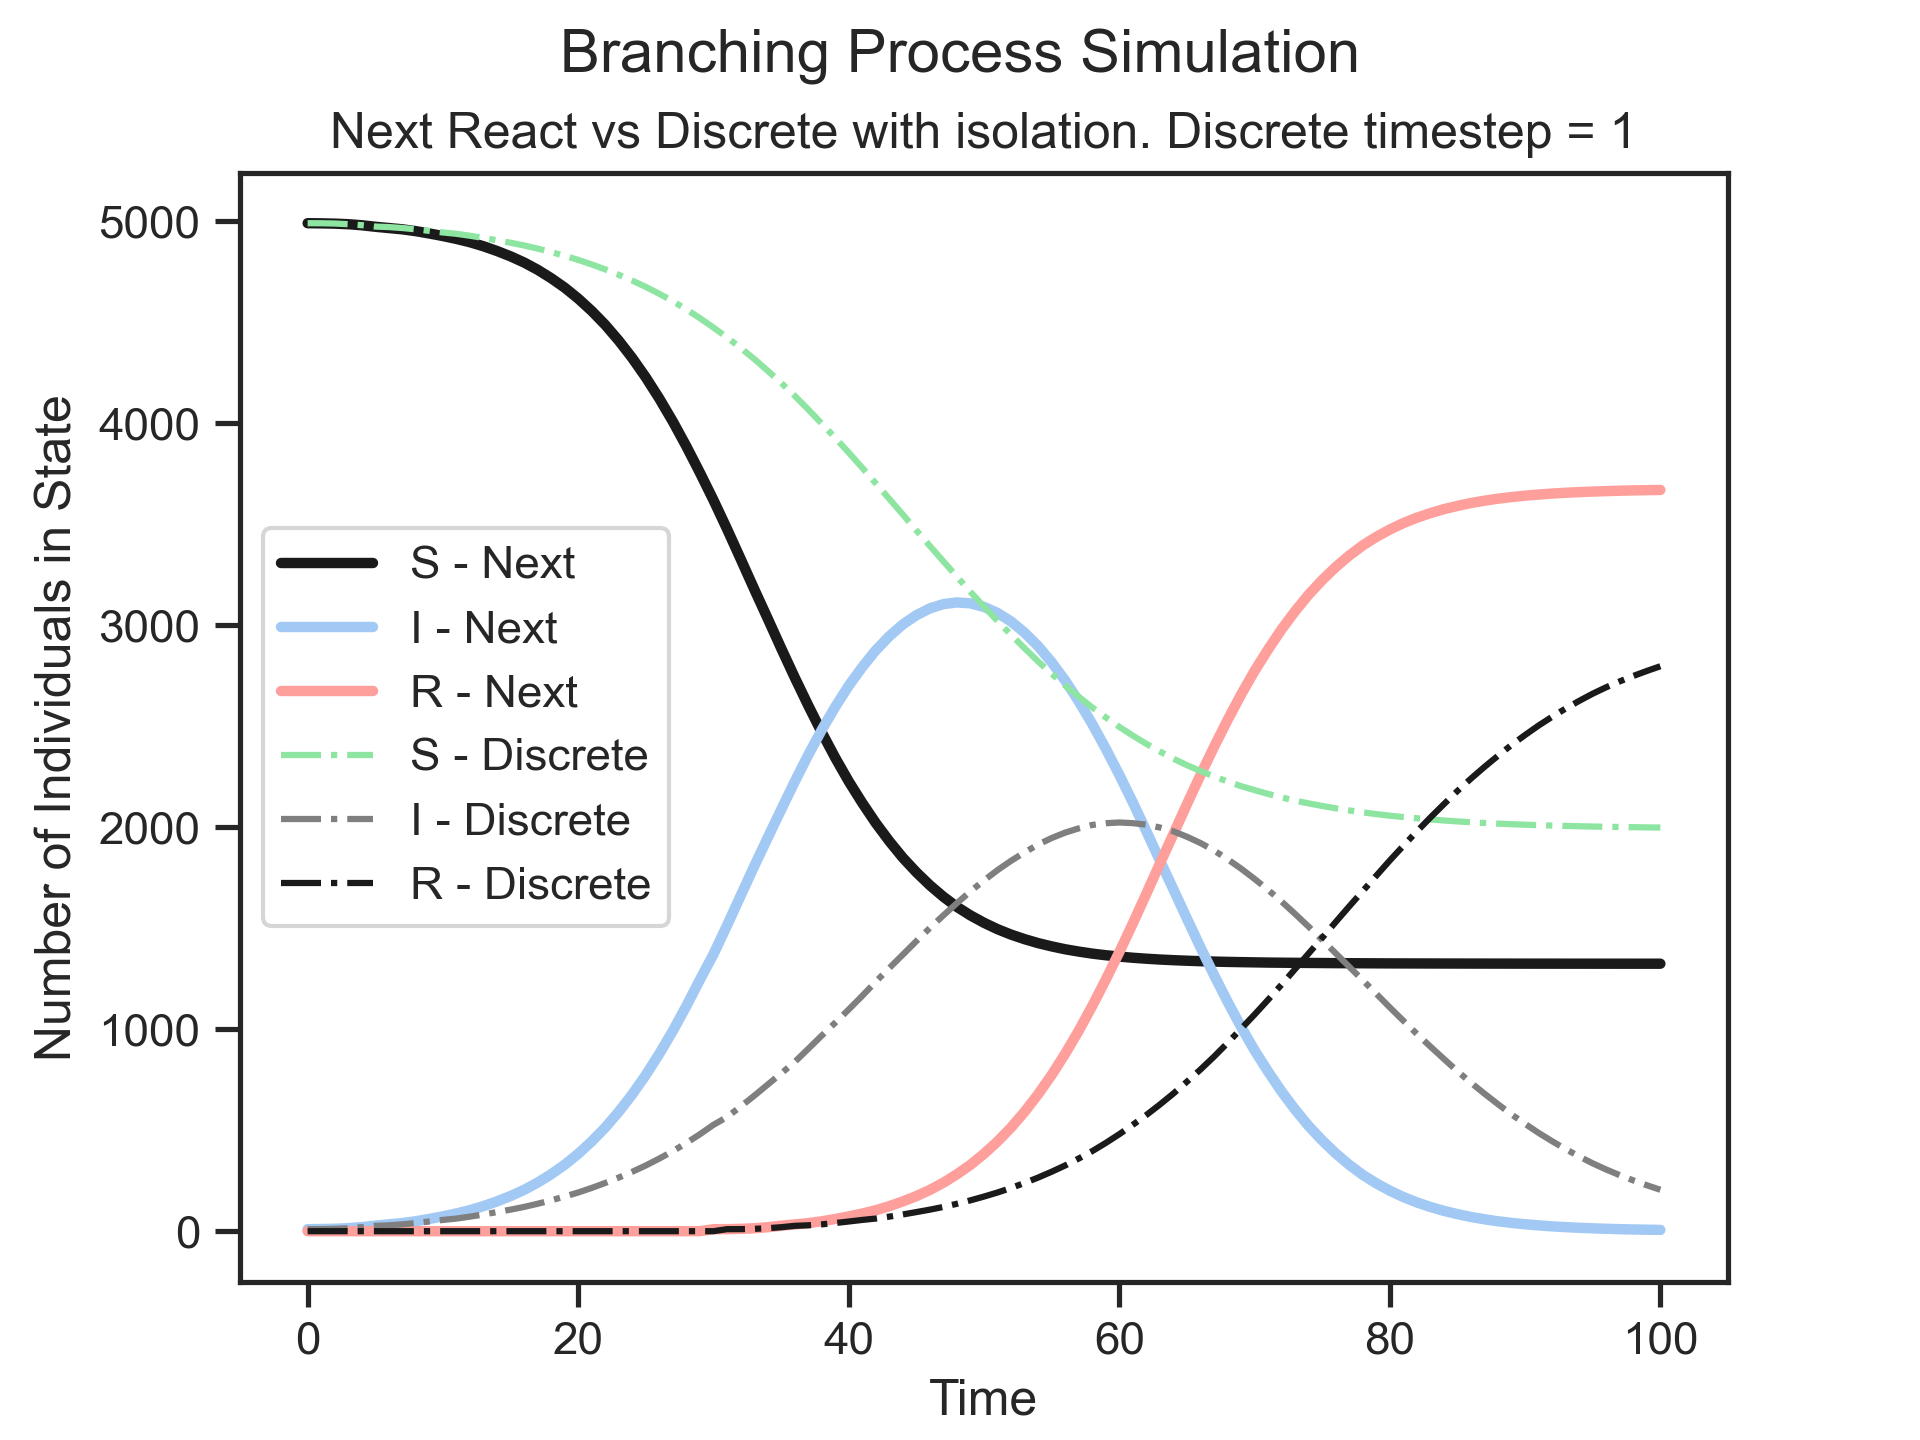 Branching Process Simulation
Next React vs Discrete with isolation. Discrete timestep = 1
Number of Individuals in State
5000
4000
3000
2000
1000
0
S - Next
I - Next
R - Next
S - Discrete
I - Discrete
R - Discrete
0 20 40 60 80 100
Time